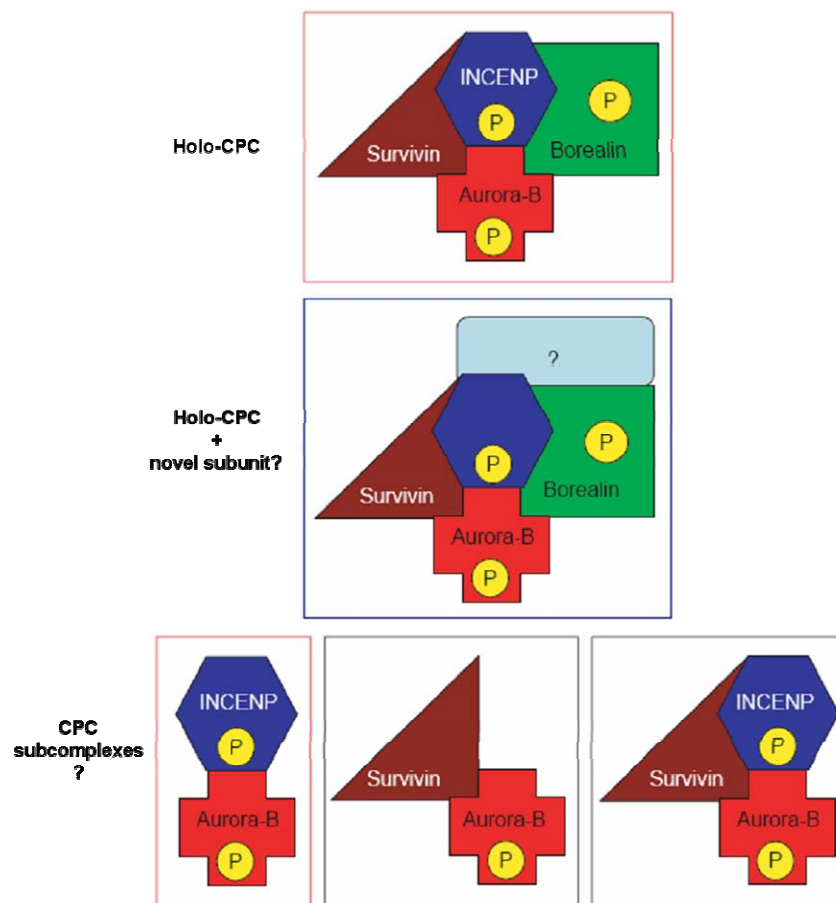 Holo-CPC
INCENP
P
P
Survivin
Borealin
Aurora-B
P
Holo-CPC
+
novel subunit?
?
P
P
Survivin
Borealin
Aurora-B
P
CPC
subcomplexes
?
INCENP
P
Aurora-B
P
Survivin
Aurora-B
P
INCENP
P
Survivin
Aurora-B
P